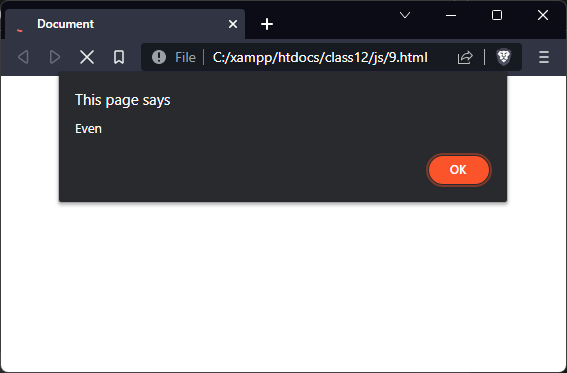 Document
File C:/xampp/htdocs/class12/js/9.html
This page says
Even
OK